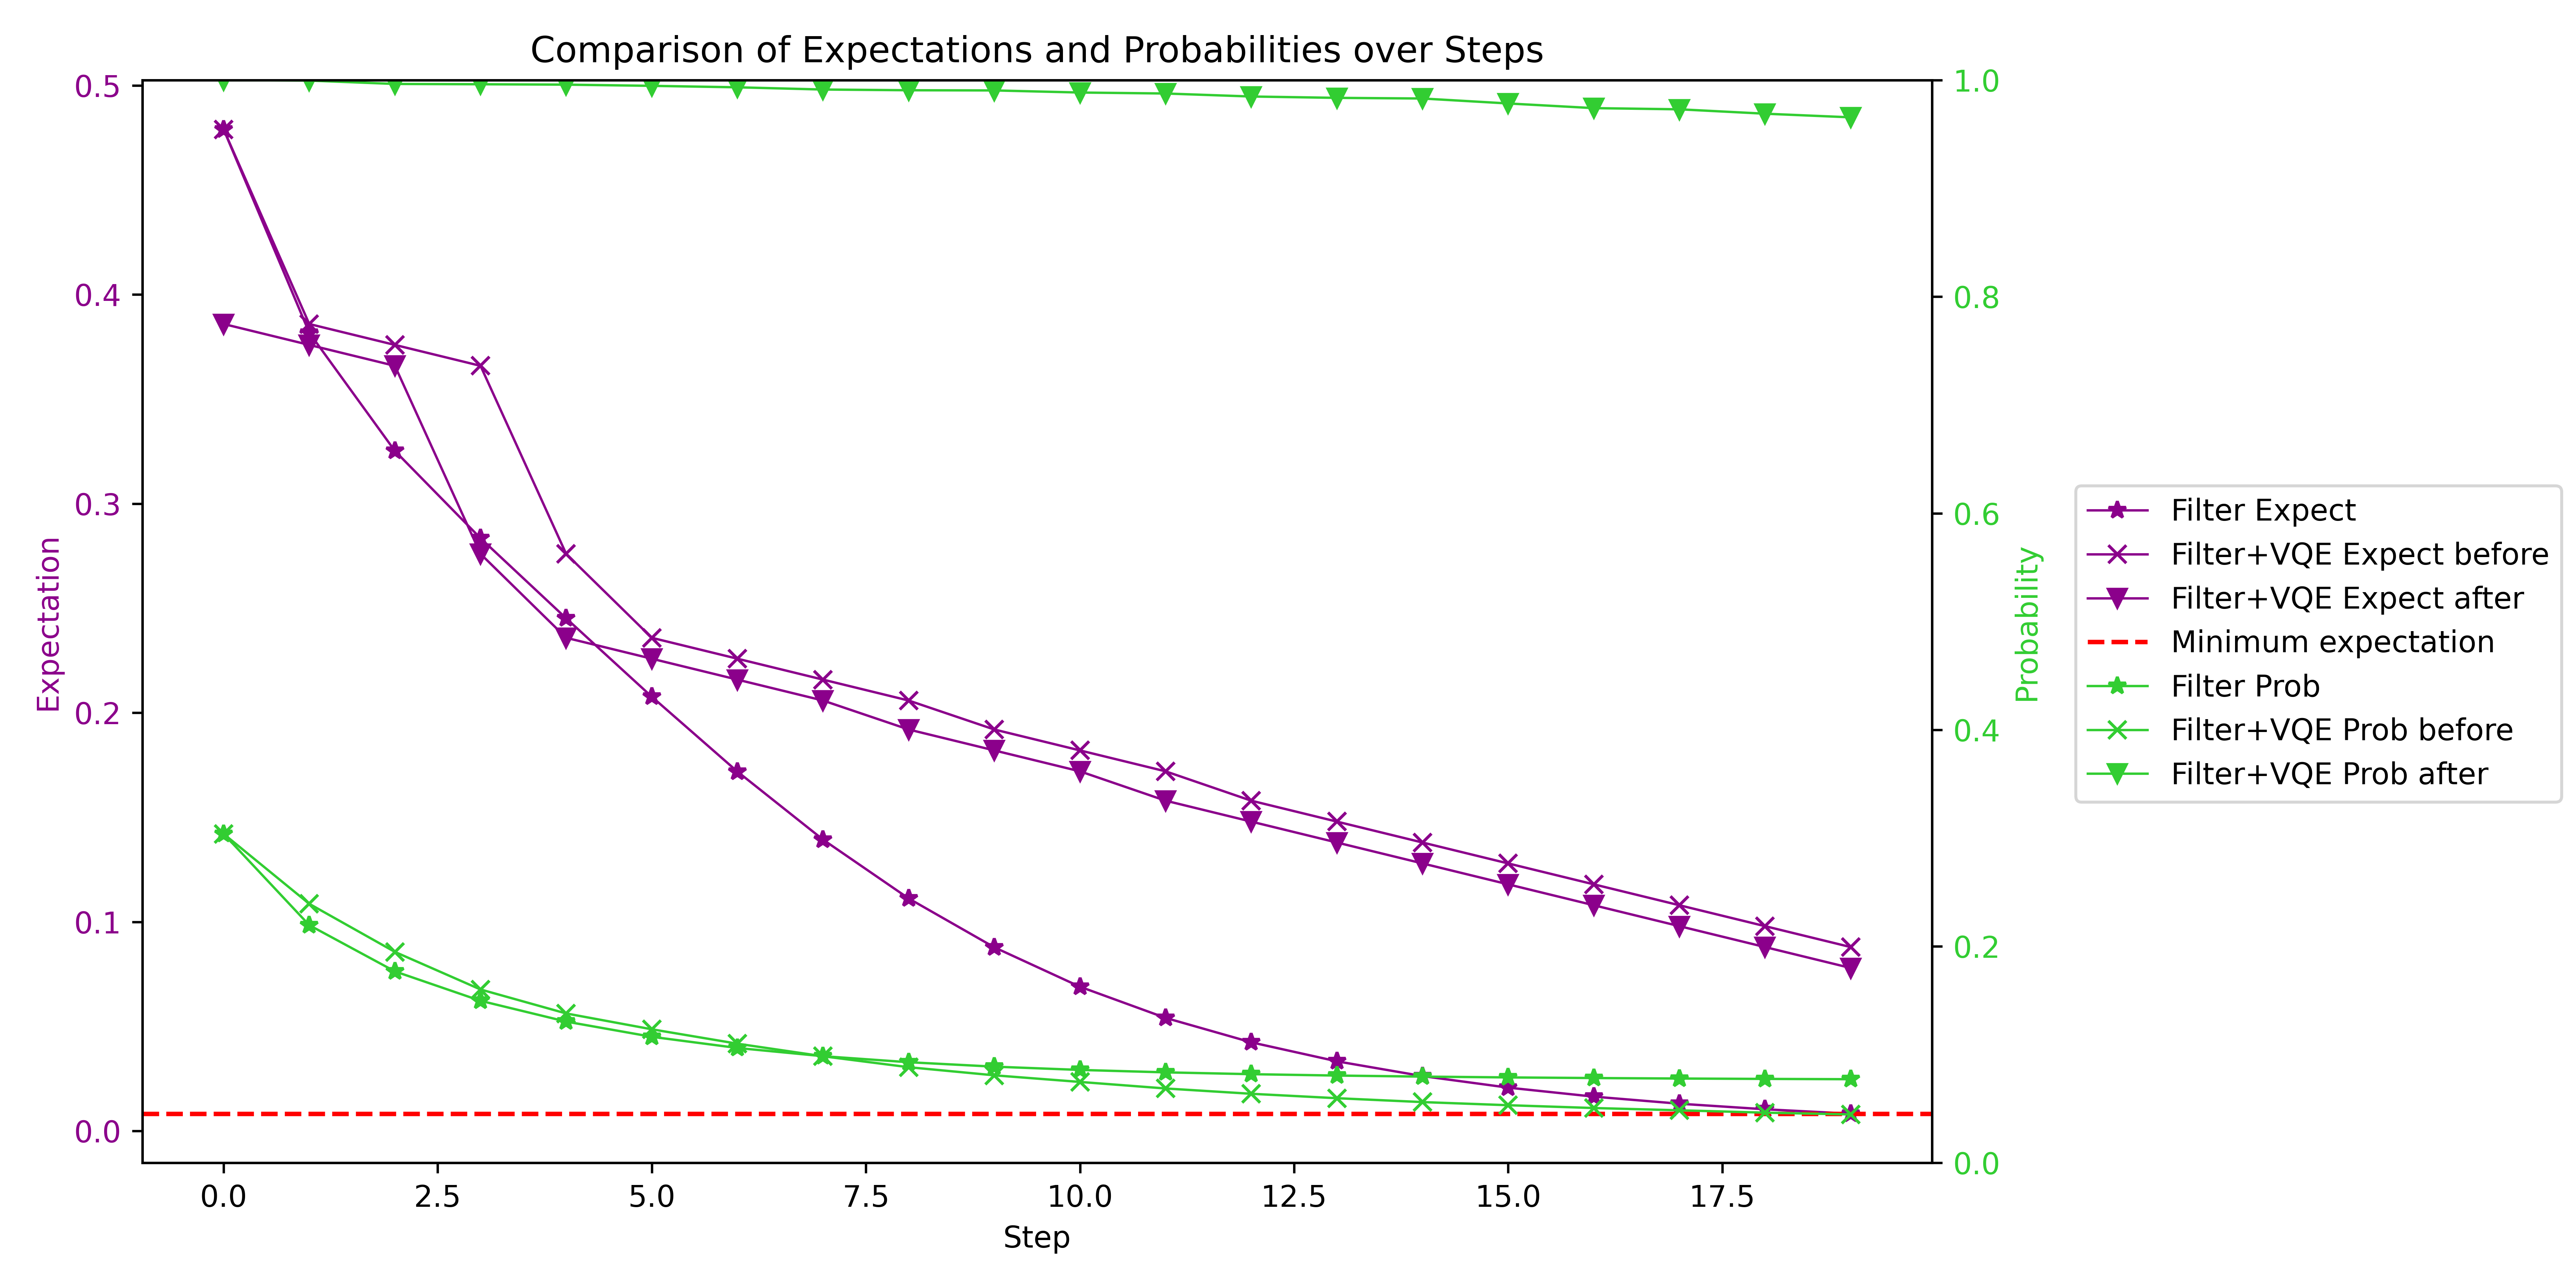 Comparison of Expectations and Probabilities over Steps
0.5
0.4
0.3
0.2
0.1
0.0
Expectation
0.0 2.5 5.0 7.5 10.0 12.5 15.0 17.5
Step
1.0
0.8
0.6
0.4
0.2
0.0
Probability
Filter Expect
Filter+VQE Expect before
Filter+VQE Expect after
Minimum expectation
Filter Prob
Filter+VQE Prob before
Filter+VQE Prob after